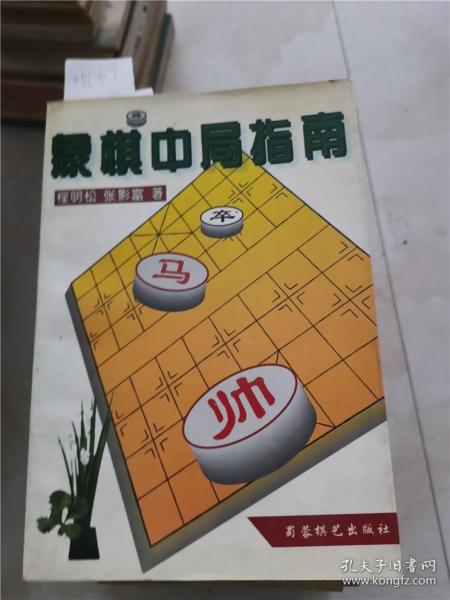 象棋中局指南
程明松 张影富 著
卒
马
帅
蜀蓉棋艺出版社
孔夫子旧书网
www.kongfz.com